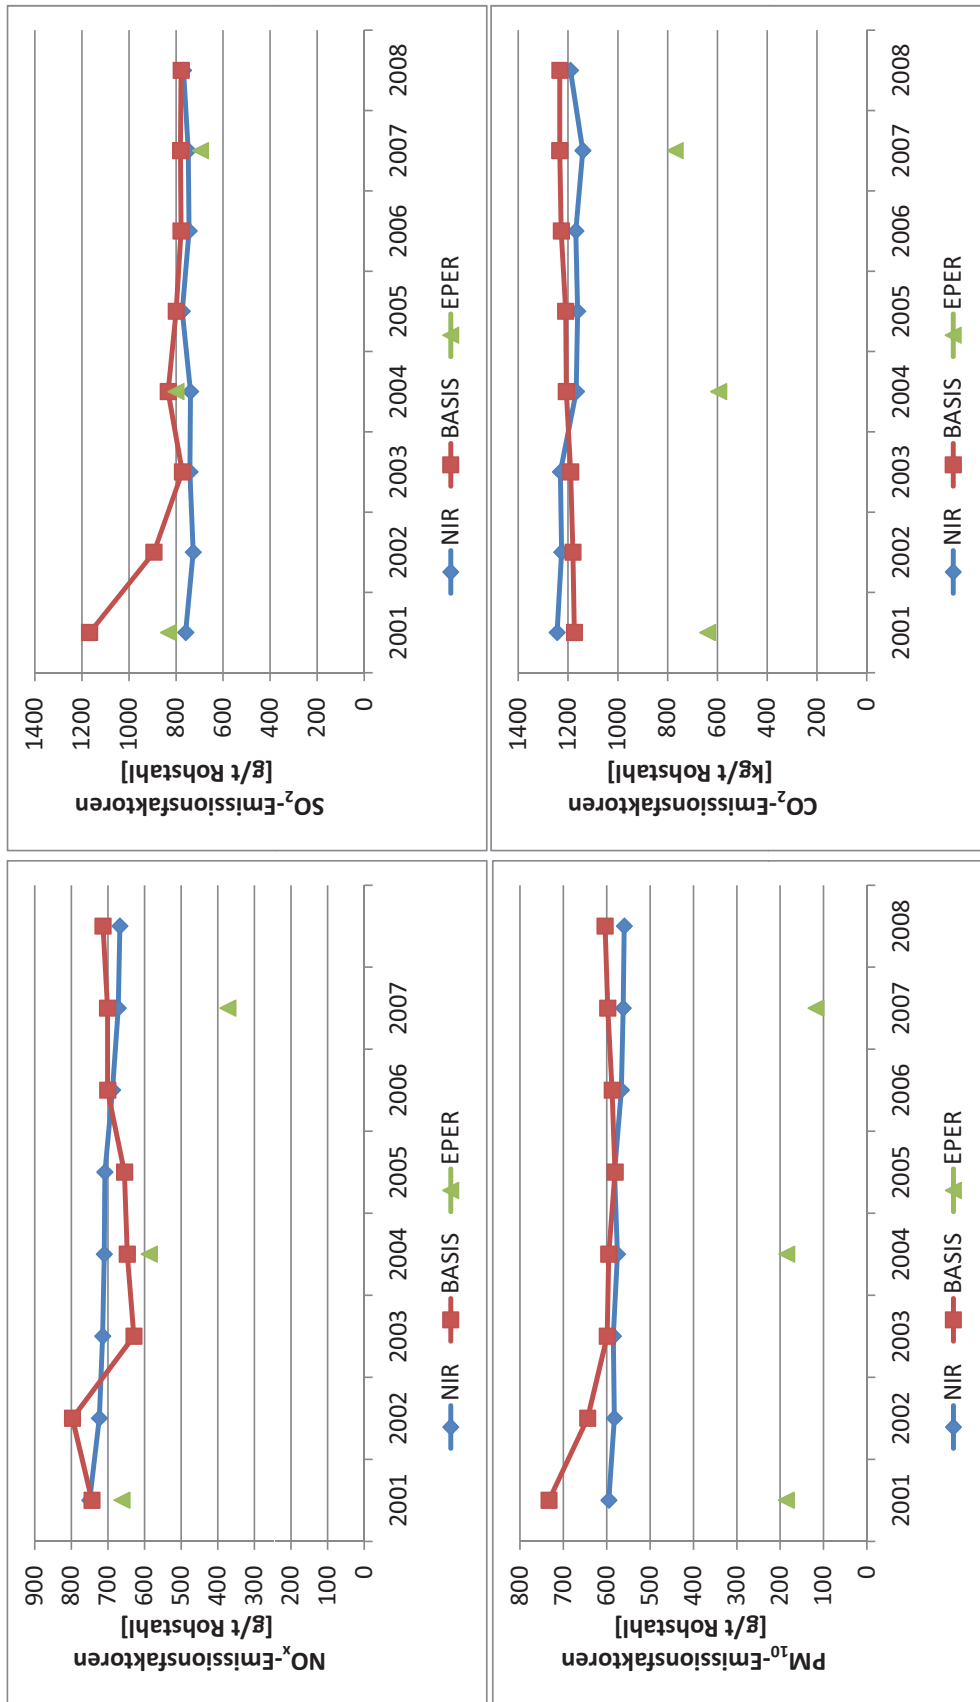 NOₓ-Emissionsfaktoren
[g/t Rohstahl]
900
800
700
600
500
400
300
200
100
0
2001 2002 2003 2004 2005 2006 2007 2008
NIR BASIS EPER
SO₂-Emissionsfaktoren
[g/t Rohstahl]
1400
1200
1000
800
600
400
200
0
2001 2002 2003 2004 2005 2006 2007 2008
NIR BASIS EPER
PM₁₀-Emissionsfaktoren
[g/t Rohstahl]
800
700
600
500
400
300
200
100
0
2001 2002 2003 2004 2005 2006 2007 2008
NIR BASIS EPER
CO₂-Emissionsfaktoren
[kg/t Rohstahl]
1400
1200
1000
800
600
400
200
0
2001 2002 2003 2004 2005 2006 2007 2008
NIR BASIS EPER